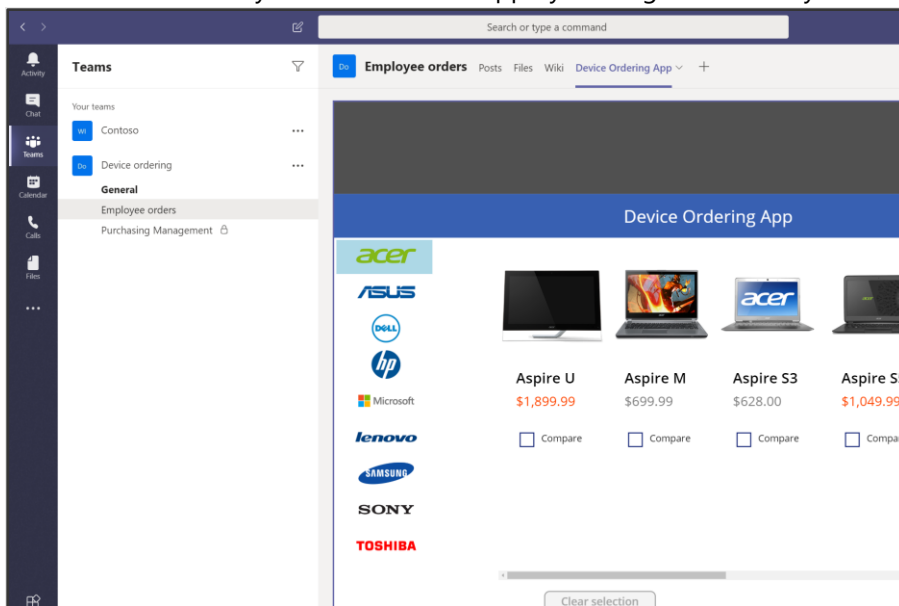 Search or type a command
Activity
Chat
Teams
Calendar
Calls
Files
Teams
Your teams
WI Contoso
Do Device ordering
General
Employee orders
Purchasing Management
Do Employee orders Posts Files Wiki Device Ordering App
Device Ordering App
acer
ASUS
DELL
hp
Microsoft
lenovo
SAMSUNG
SONY
TOSHIBA
acer
Aspire U Aspire M Aspire S3
$1,899.99 $699.99 $628.00 $1,049.99
Compare Compare Compare
Clear selection